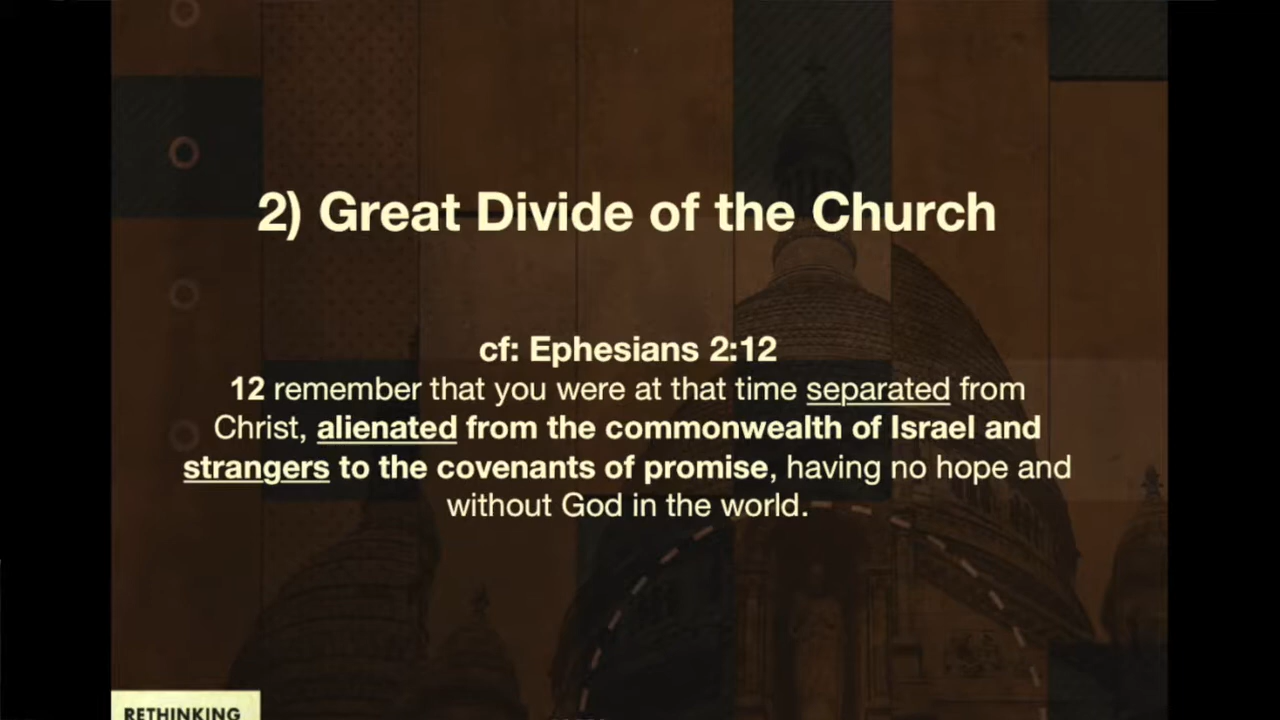 2) Great Divide of the Church
cf: Ephesians 2:12
12 remember that you were at that time separated from
Christ, alienated from the commonwealth of Israel and
strangers to the covenants of promise, having no hope and
without God in the world.
RETHINKING